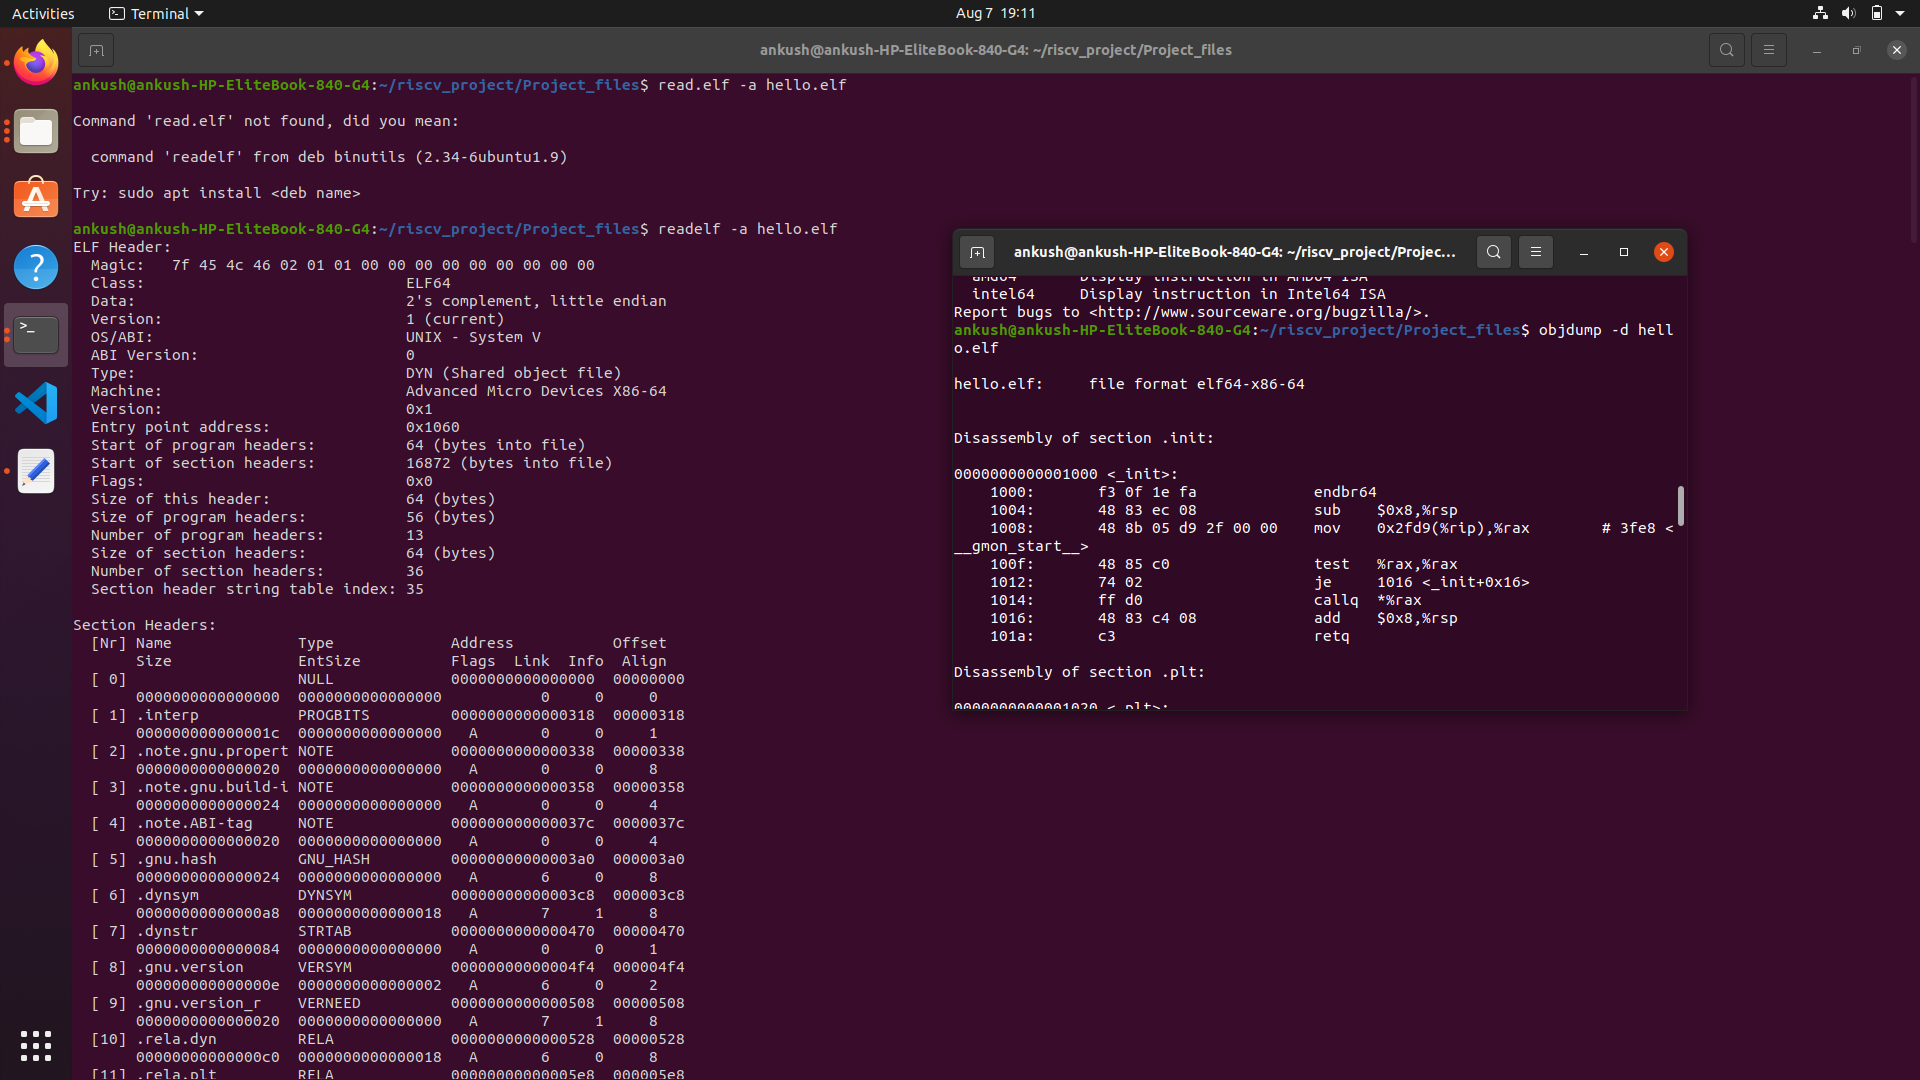 Activities
Terminal
Aug 7 19:11
ankush@ankush-HP-EliteBook-840-G4: ~/riscv_project/Project_files
ankush@ankush-HP-EliteBook-840-G4:~/riscv_project/Project_files$ read.elf -a hello.elf
Command 'read.elf' not found, did you mean:
command 'readelf' from deb binutils (2.34-6ubuntu1.9)
Try: sudo apt install <deb name>
ankush@ankush-HP-EliteBook-840-G4:~/riscv_project/Project_files$ readelf -a hello.elf
ELF Header:
Magic: 7f 45 4c 46 02 01 01 00 00 00 00 00 00 00 00 00
Class: ELF64
Data: 2's complement, little endian
Version: 1 (current)
OS/ABI: UNIX - System V
ABI Version: 0
Type: DYN (Shared object file)
Machine: Advanced Micro Devices X86-64
Version: 0x1
Entry point address: 0x1060
Start of program headers: 64 (bytes into file)
Start of section headers: 16872 (bytes into file)
Flags: 0x0
Size of this header: 64 (bytes)
Size of program headers: 56 (bytes)
Number of program headers: 13
Size of section headers: 64 (bytes)
Number of section headers: 36
Section header string table index: 35
Section Headers:
[Nr] Name Type Address Offset
Size EntSize Flags Link Info Align
[ 0] NULL 0000000000000000 00000000
0000000000000000 0000000000000000 0 0 0
[ 1] .interp PROGBITS 0000000000000318 00000318
000000000000001c 0000000000000000 A 0 0 1
[ 2] .note.gnu.propert NOTE 0000000000000338 00000338
0000000000000020 0000000000000000 A 0 0 8
[ 3] .note.gnu.build-i NOTE 0000000000000358 00000358
0000000000000024 0000000000000000 A 0 0 4
[ 4] .note.ABI-tag NOTE 000000000000037c 0000037c
0000000000000020 0000000000000000 A 0 0 4
[ 5] .gnu.hash GNU_HASH 00000000000003a0 000003a0
0000000000000024 0000000000000000 A 6 0 8
[ 6] .dynsym DYNSYM 00000000000003c8 000003c8
00000000000000a8 0000000000000018 A 7 1 8
[ 7] .dynstr STRTAB 0000000000000470 00000470
0000000000000084 0000000000000000 A 0 0 1
[ 8] .gnu.version VERSYM 00000000000004f4 000004f4
000000000000000e 0000000000000002 A 6 0 2
[ 9] .gnu.version_r VERNEED 0000000000000508 00000508
0000000000000020 0000000000000000 A 7 1 8
[10] .rela.dyn RELA 0000000000000528 00000528
00000000000000c0 0000000000000018 A 6 0 8
[11] .rela.plt RELA 00000000000005e8 000005e8
ankush@ankush-HP-EliteBook-840-G4: ~/riscv_project/Projec...
amd64 Display instruction in AMD64 ISA
intel64 Display instruction in Intel64 ISA
Report bugs to <http://www.sourceware.org/bugzilla/>.
ankush@ankush-HP-EliteBook-840-G4:~/riscv_project/Project_files$ objdump -d hell
o.elf
hello.elf: file format elf64-x86-64
Disassembly of section .init:
0000000000001000 <_init>:
1000: f3 0f 1e fa endbr64
1004: 48 83 ec 08 sub $0x8,%rsp
1008: 48 8b 05 d9 2f 00 00 mov 0x2fd9(%rip),%rax # 3fe8 <
__gmon_start__>
100f: 48 85 c0 test %rax,%rax
1012: 74 02 je 1016 <_init+0x16>
1014: ff d0 callq *%rax
1016: 48 83 c4 08 add $0x8,%rsp
101a: c3 retq
Disassembly of section .plt:
0000000000001020 <.plt>: